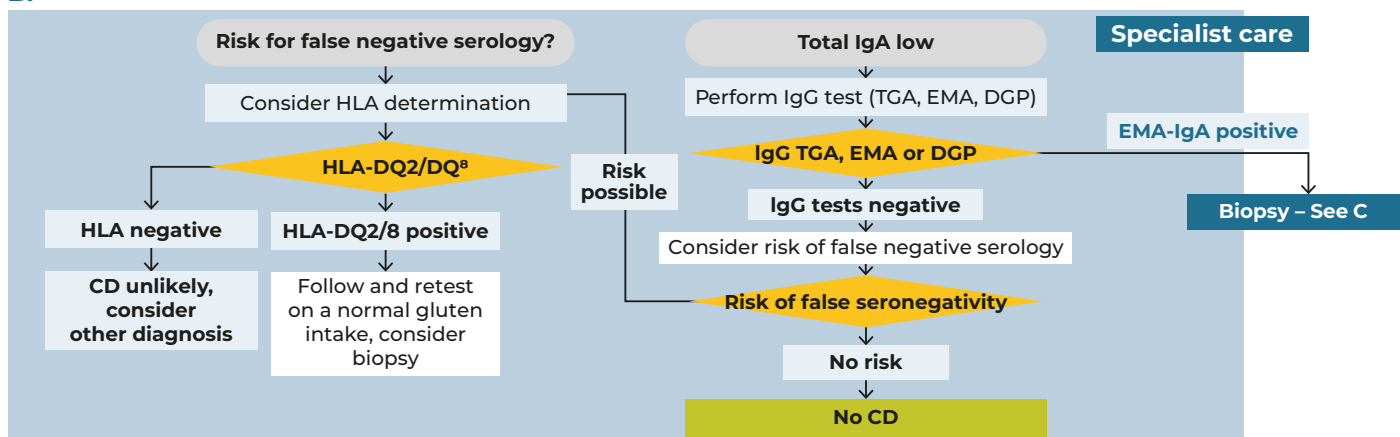 Risk for false negative serology?
Total IgA low
Specialist care
Consider HLA determination
Perform IgG test (TGA, EMA, DGP)
EMA-IgA positive
HLA-DQ2/DQ⁸
Risk
possible
IgG TGA, EMA or DGP
IgG tests negative
Biopsy – See C
HLA negative
HLA-DQ2/8 positive
Consider risk of false negative serology
CD unlikely,
consider
other diagnosis
Follow and retest
on a normal gluten
intake, consider
biopsy
Risk of false seronegativity
No risk
No CD